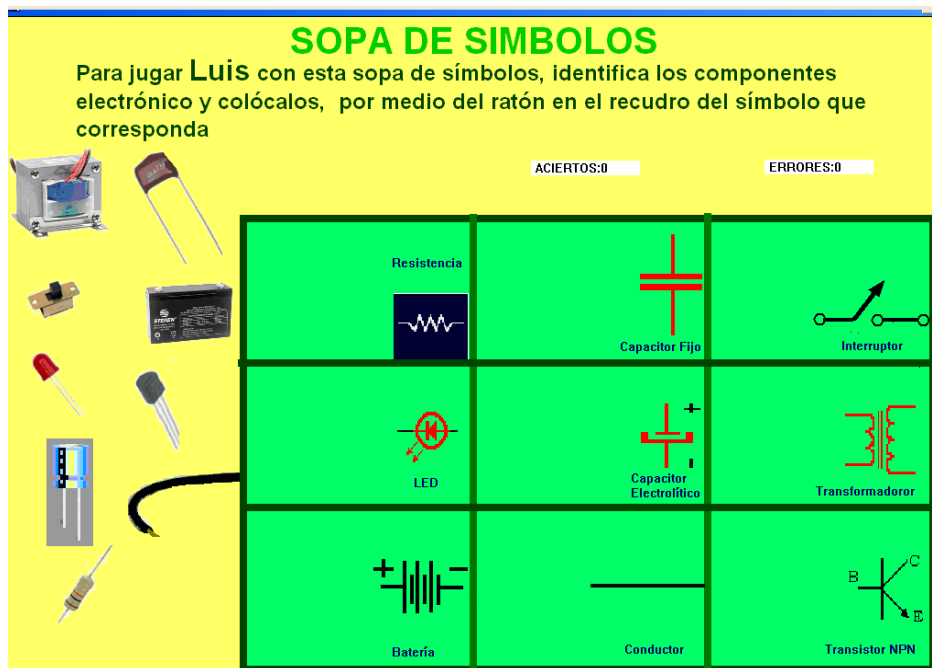 SOPA DE SIMBOLOS
Para jugar Luis con esta sopa de símbolos, identifica los componentes
electrónico y colócalos, por medio del ratón en el recudro del símbolo que
corresponda
ACIERTOS:0
ERRORES:0
Resistencia
Capacitor Fijo
Interruptor
STEREN
LED
+
-
Capacitor
Electrolítico
Transformadoror
+
-
Batería
Conductor
B
C
E
Transistor NPN